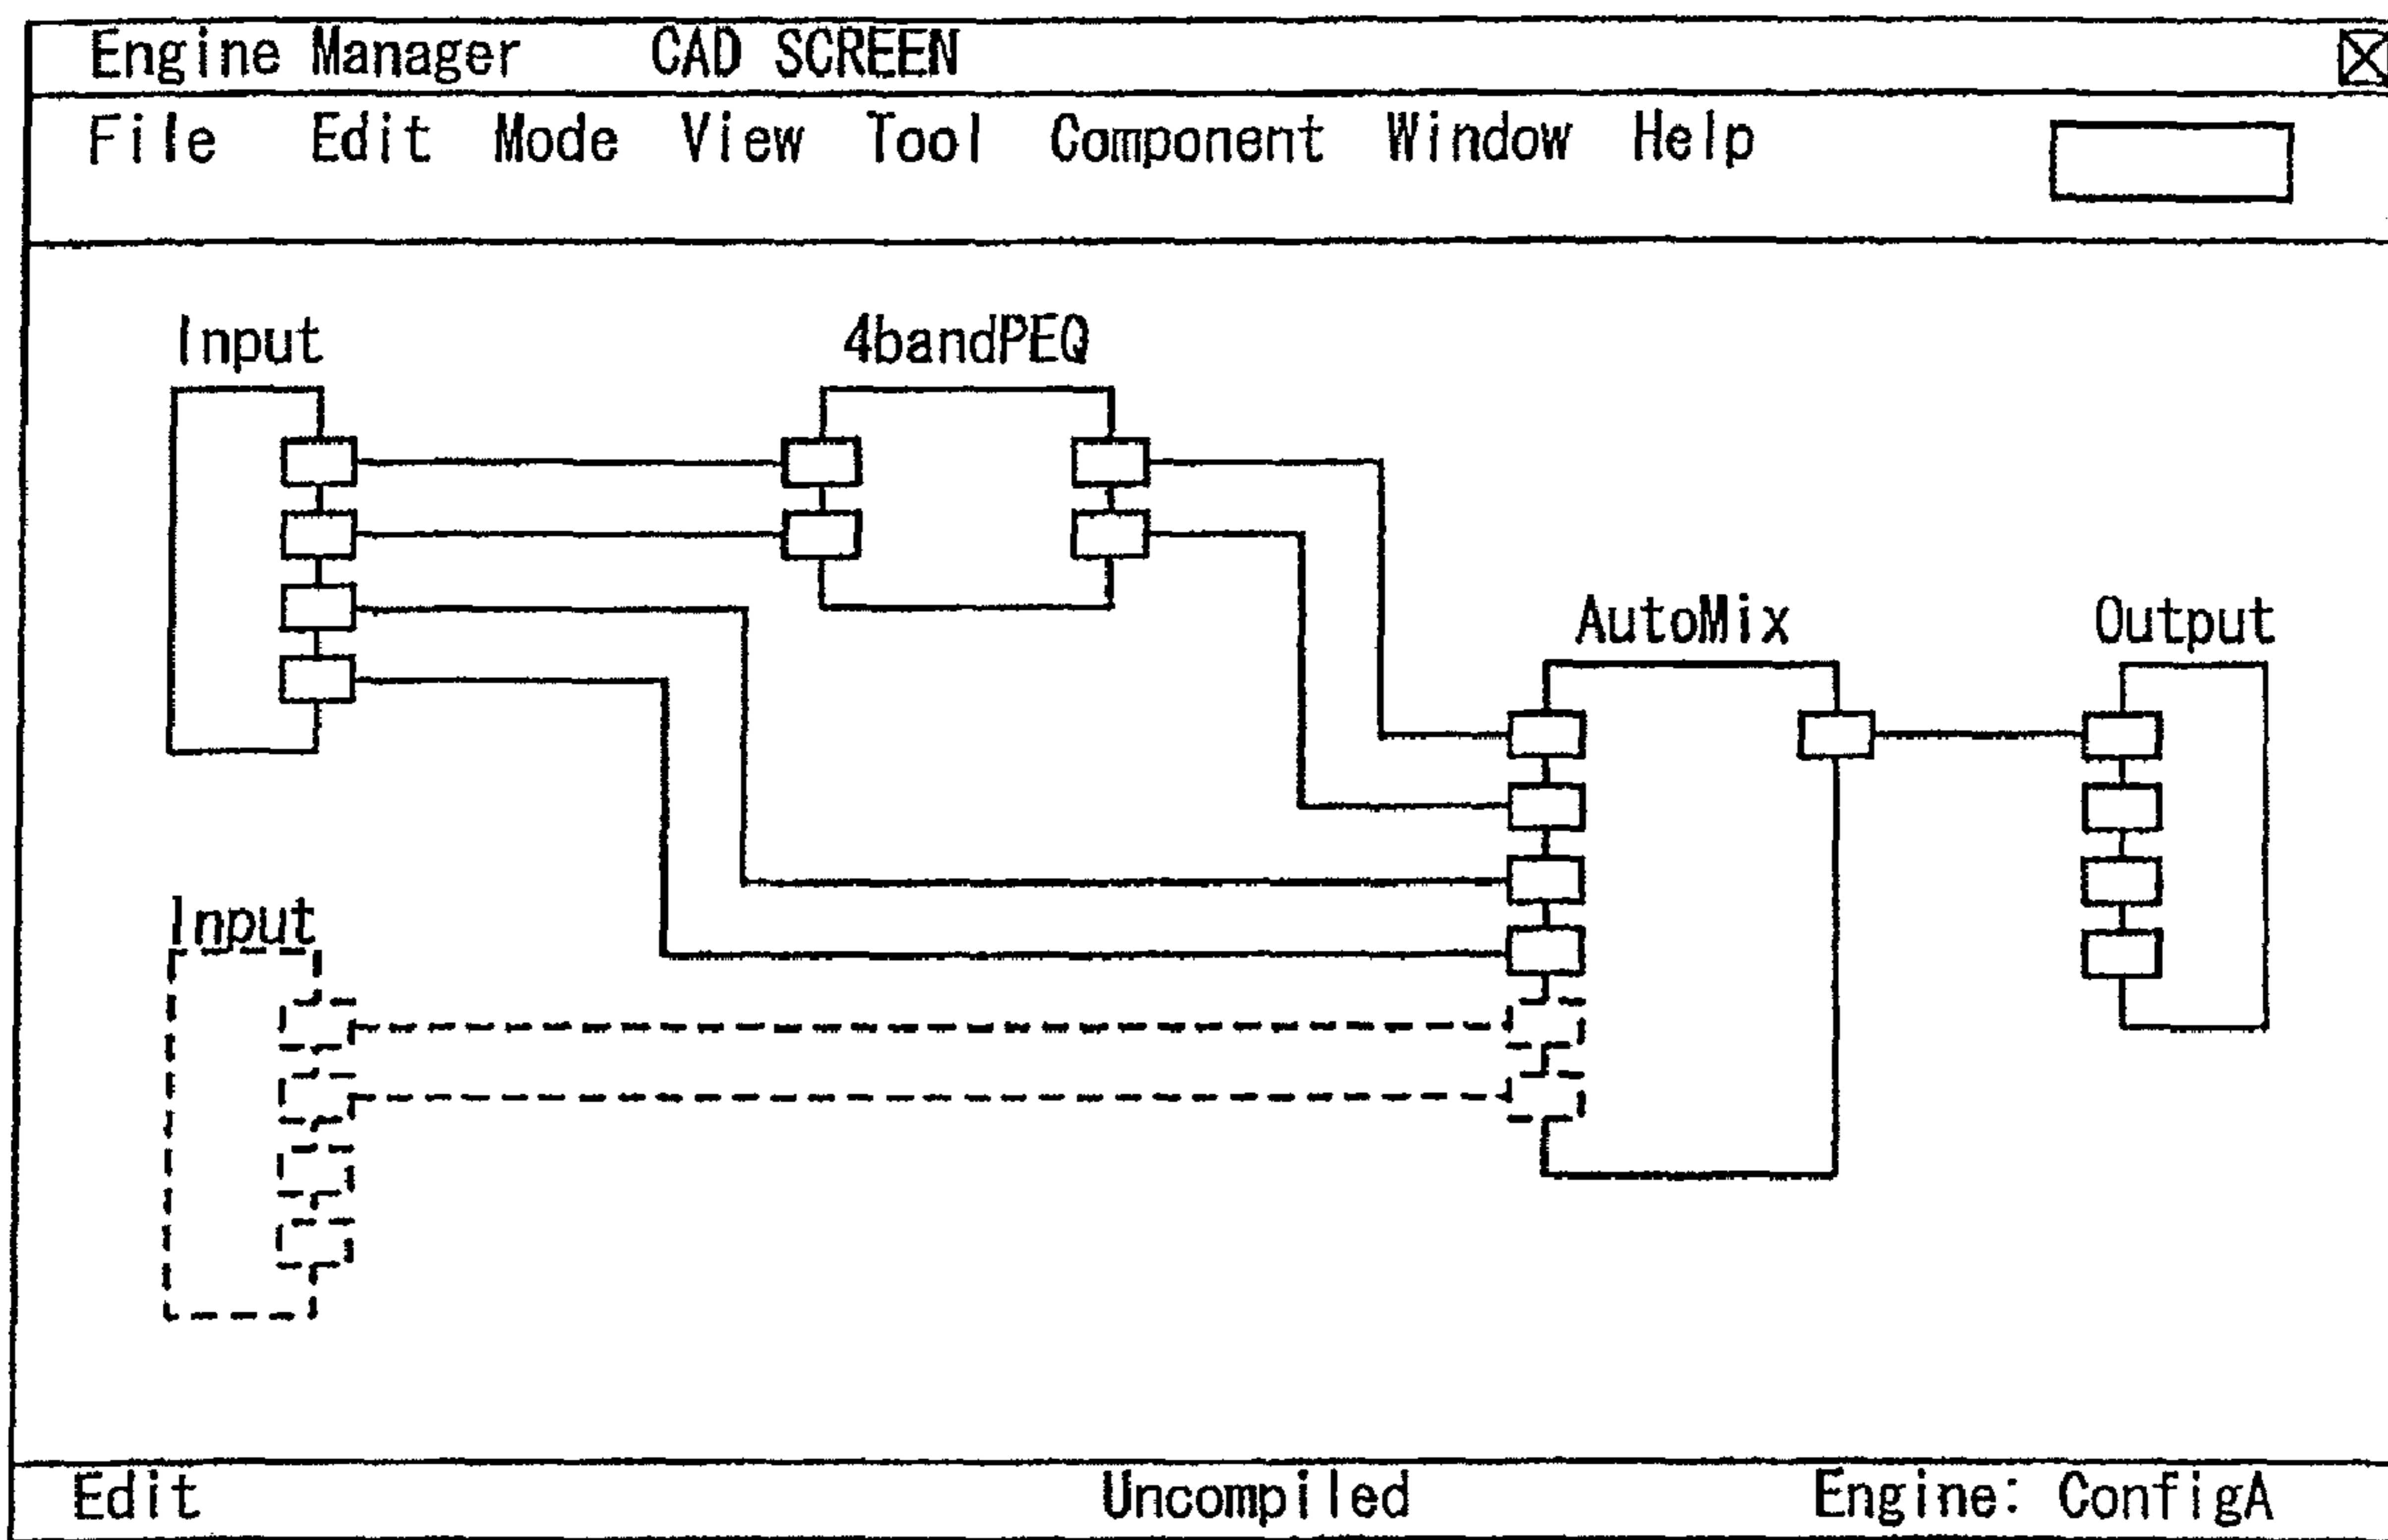 Engine Manager CAD SCREEN
File Edit Mode View Tool Component Window Help
Input
4bandPEQ
AutoMix
Output
Input
Edit Uncompiled Engine: ConfigA